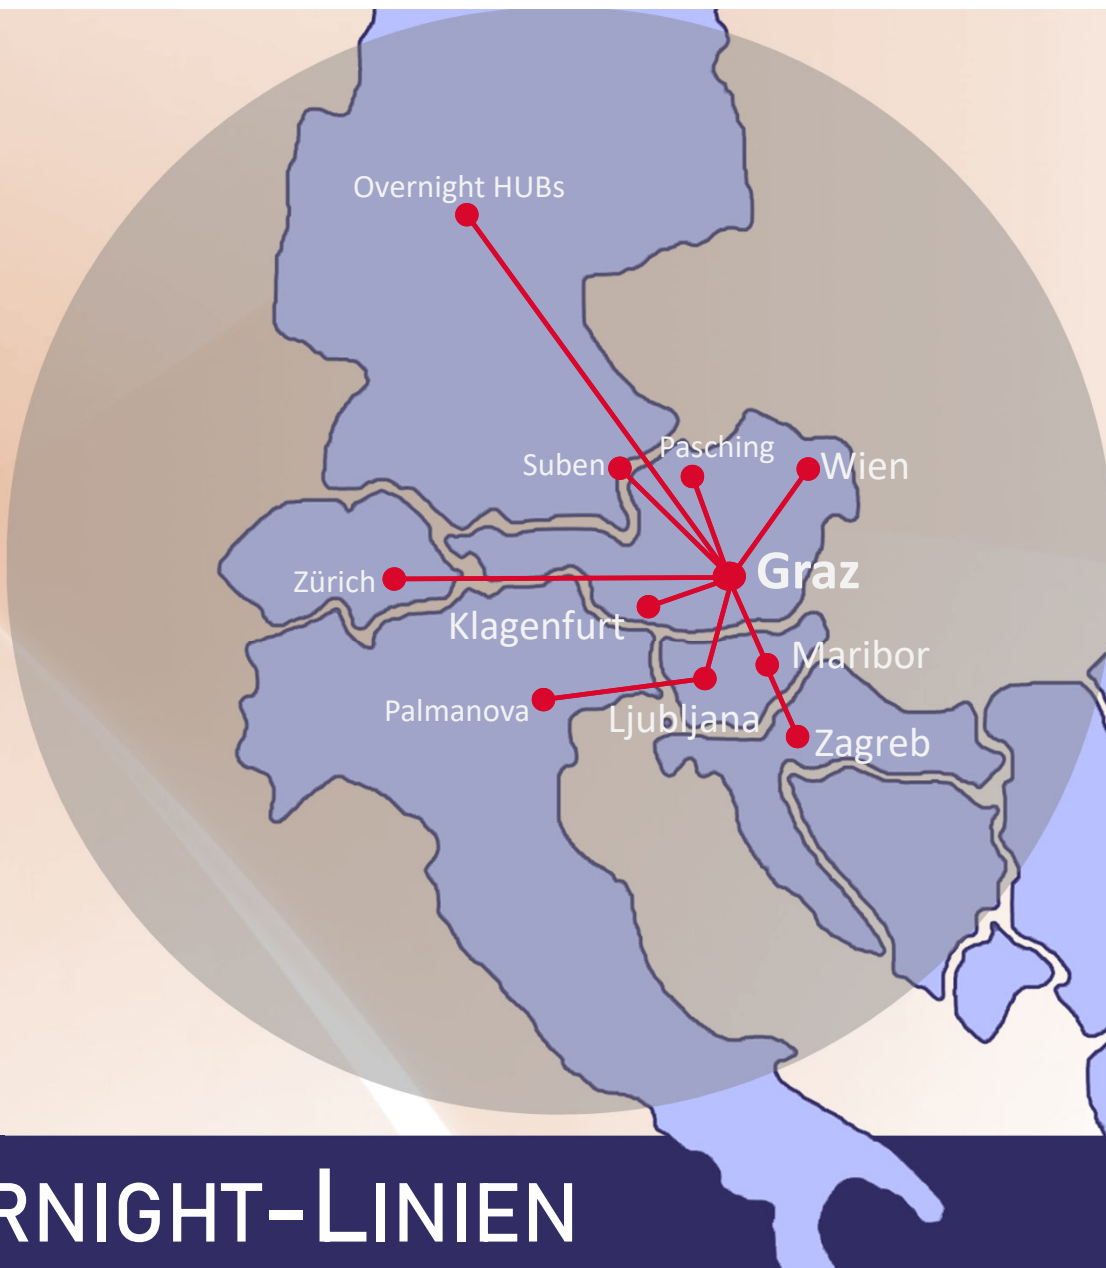 Overnight HUBs
Pasching
Suben
Wien
Graz
Zürich
Klagenfurt
Maribor
Palmanova
Ljubljana
Zagreb
RNIGHT-LINIEN